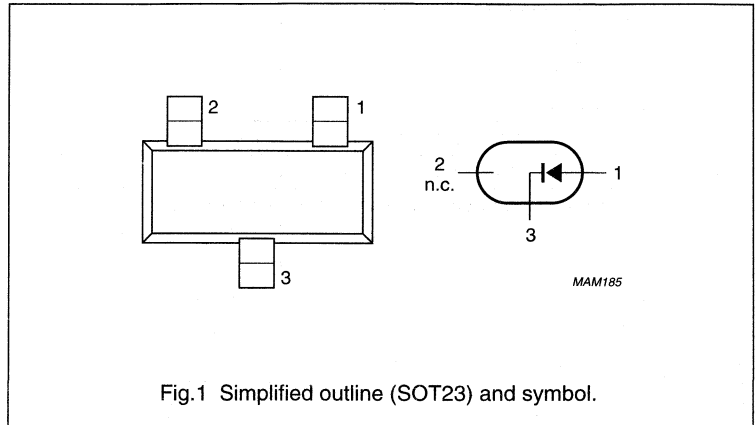 2
1
3
2
n.c.
1
3
MAM185
Fig.1 Simplified outline (SOT23) and symbol.